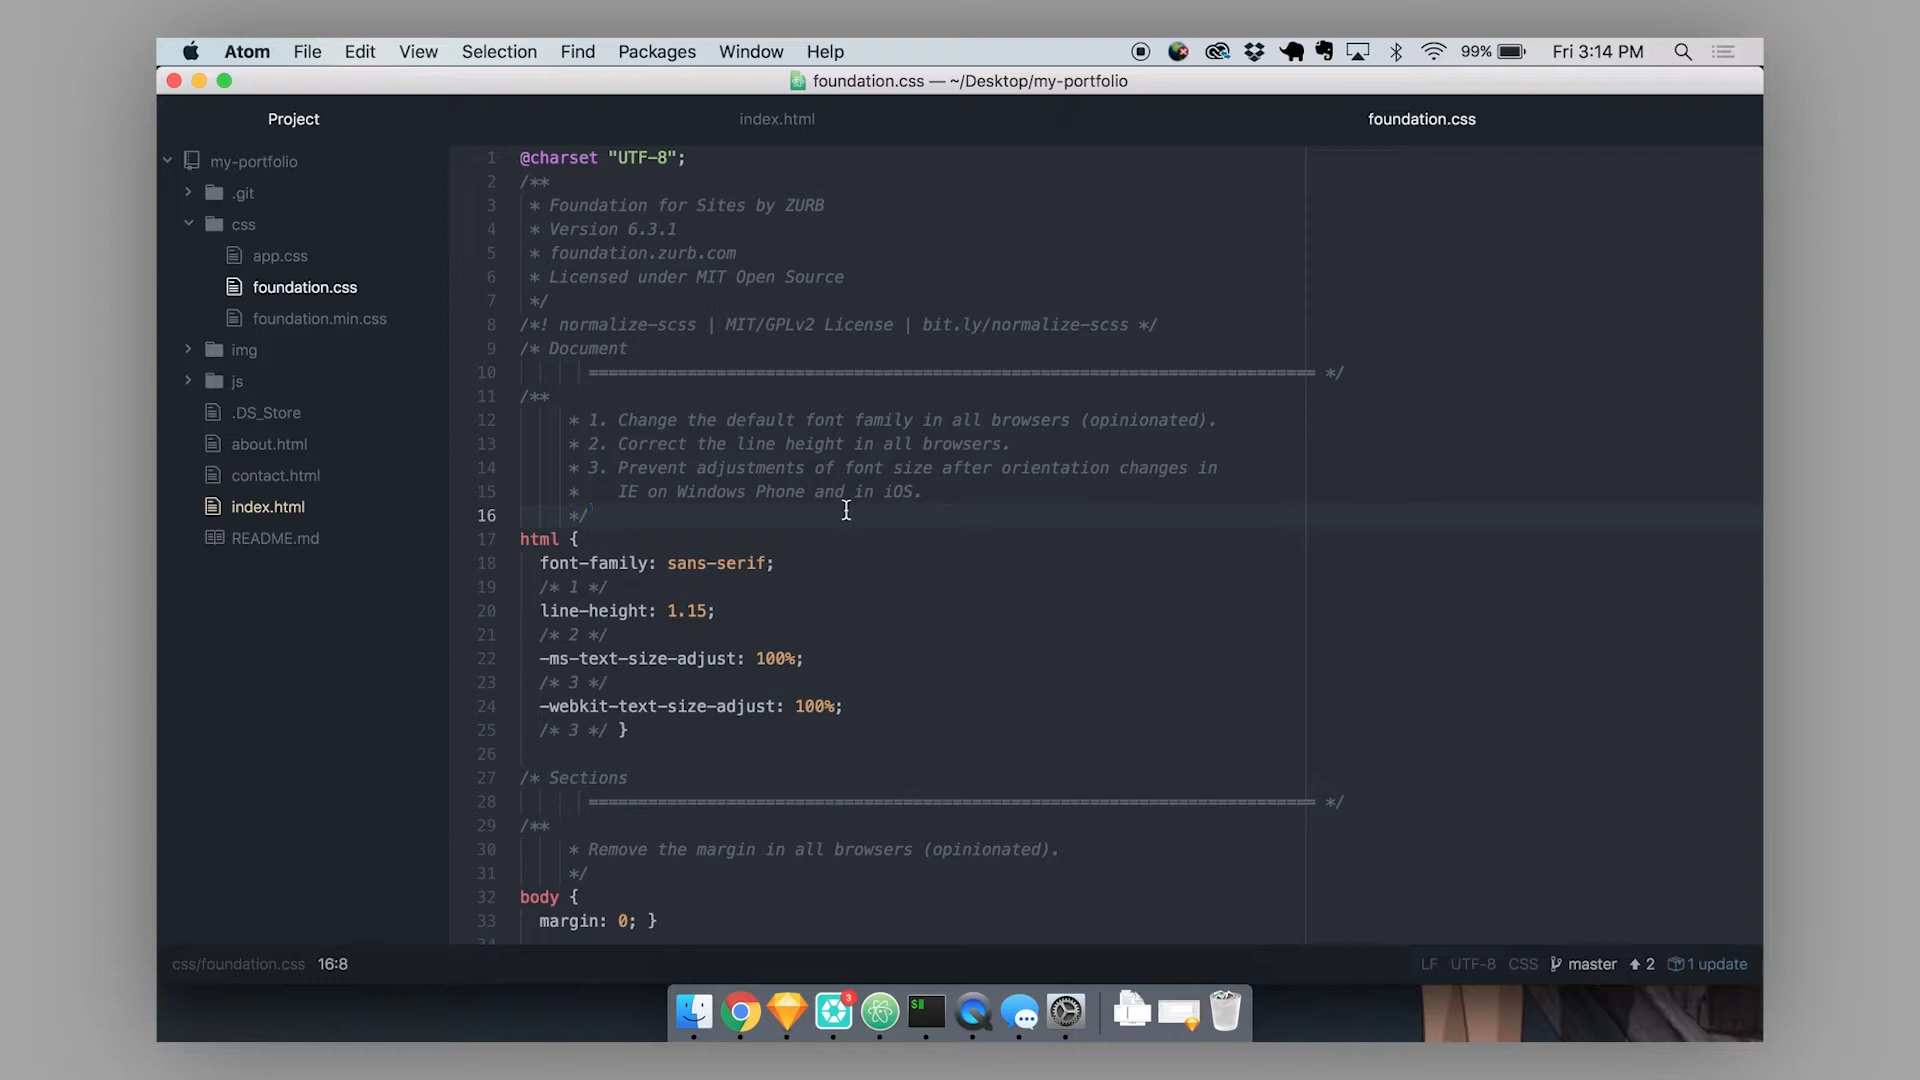 Atom File Edit View Selection Find Packages Window Help 99% Fri 3:14 PM
foundation.css — ~/Desktop/my-portfolio
Project index.html foundation.css
my-portfolio
.git
css
app.css
foundation.css
foundation.min.css
img
js
.DS_Store
about.html
contact.html
index.html
README.md
1 @charset "UTF-8";
2 /**
3 * Foundation for Sites by ZURB
4 * Version 6.3.1
5 * foundation.zurb.com
6 * Licensed under MIT Open Source
7 */
8 /*! normalize-scss | MIT/GPLv2 License | bit.ly/normalize-scss */
9 /* Document
10 ========================================================================== */
11 /**
12 * 1. Change the default font family in all browsers (opinionated).
13 * 2. Correct the line height in all browsers.
14 * 3. Prevent adjustments of font size after orientation changes in
15 * IE on Windows Phone and in iOS.
16 */
17 html {
18 font-family: sans-serif;
19 /* 1 */
20 line-height: 1.15;
21 /* 2 */
22 -ms-text-size-adjust: 100%;
23 /* 3 */
24 -webkit-text-size-adjust: 100%;
25 /* 3 */ }
26
27 /* Sections
28 ========================================================================== */
29 /**
30 * Remove the margin in all browsers (opinionated).
31 */
32 body {
33 margin: 0; }
34
css/foundation.css 16:8 LF UTF-8 CSS master 2 1 update
3
$